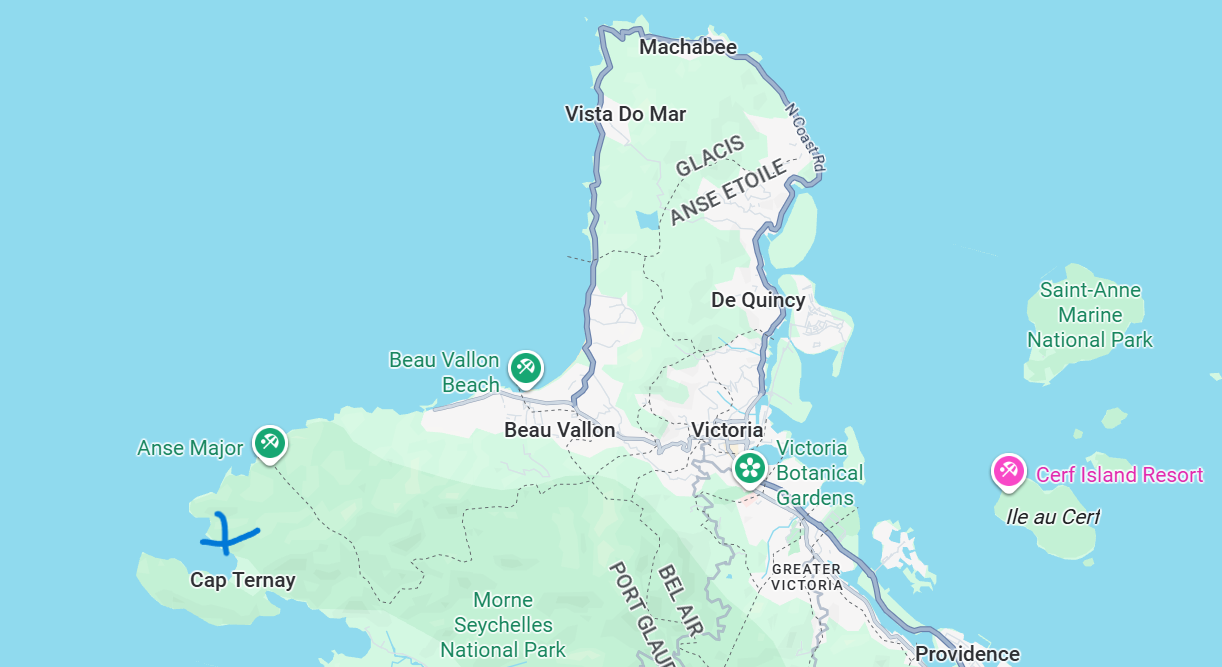 Machabee
Vista Do Mar
N Coast Rd
GLACIS
ANSE ETOILE
De Quincy
Saint-Anne
Marine
National Park
Beau Vallon
Beach
Beau Vallon
Victoria
Anse Major
Victoria
Botanical
Gardens
Cerf Island Resort
Ile au Cerf
Cap Ternay
GREATER
VICTORIA
BEL AIR
PORT GLAUD
Morne
Seychelles
National Park
Providence